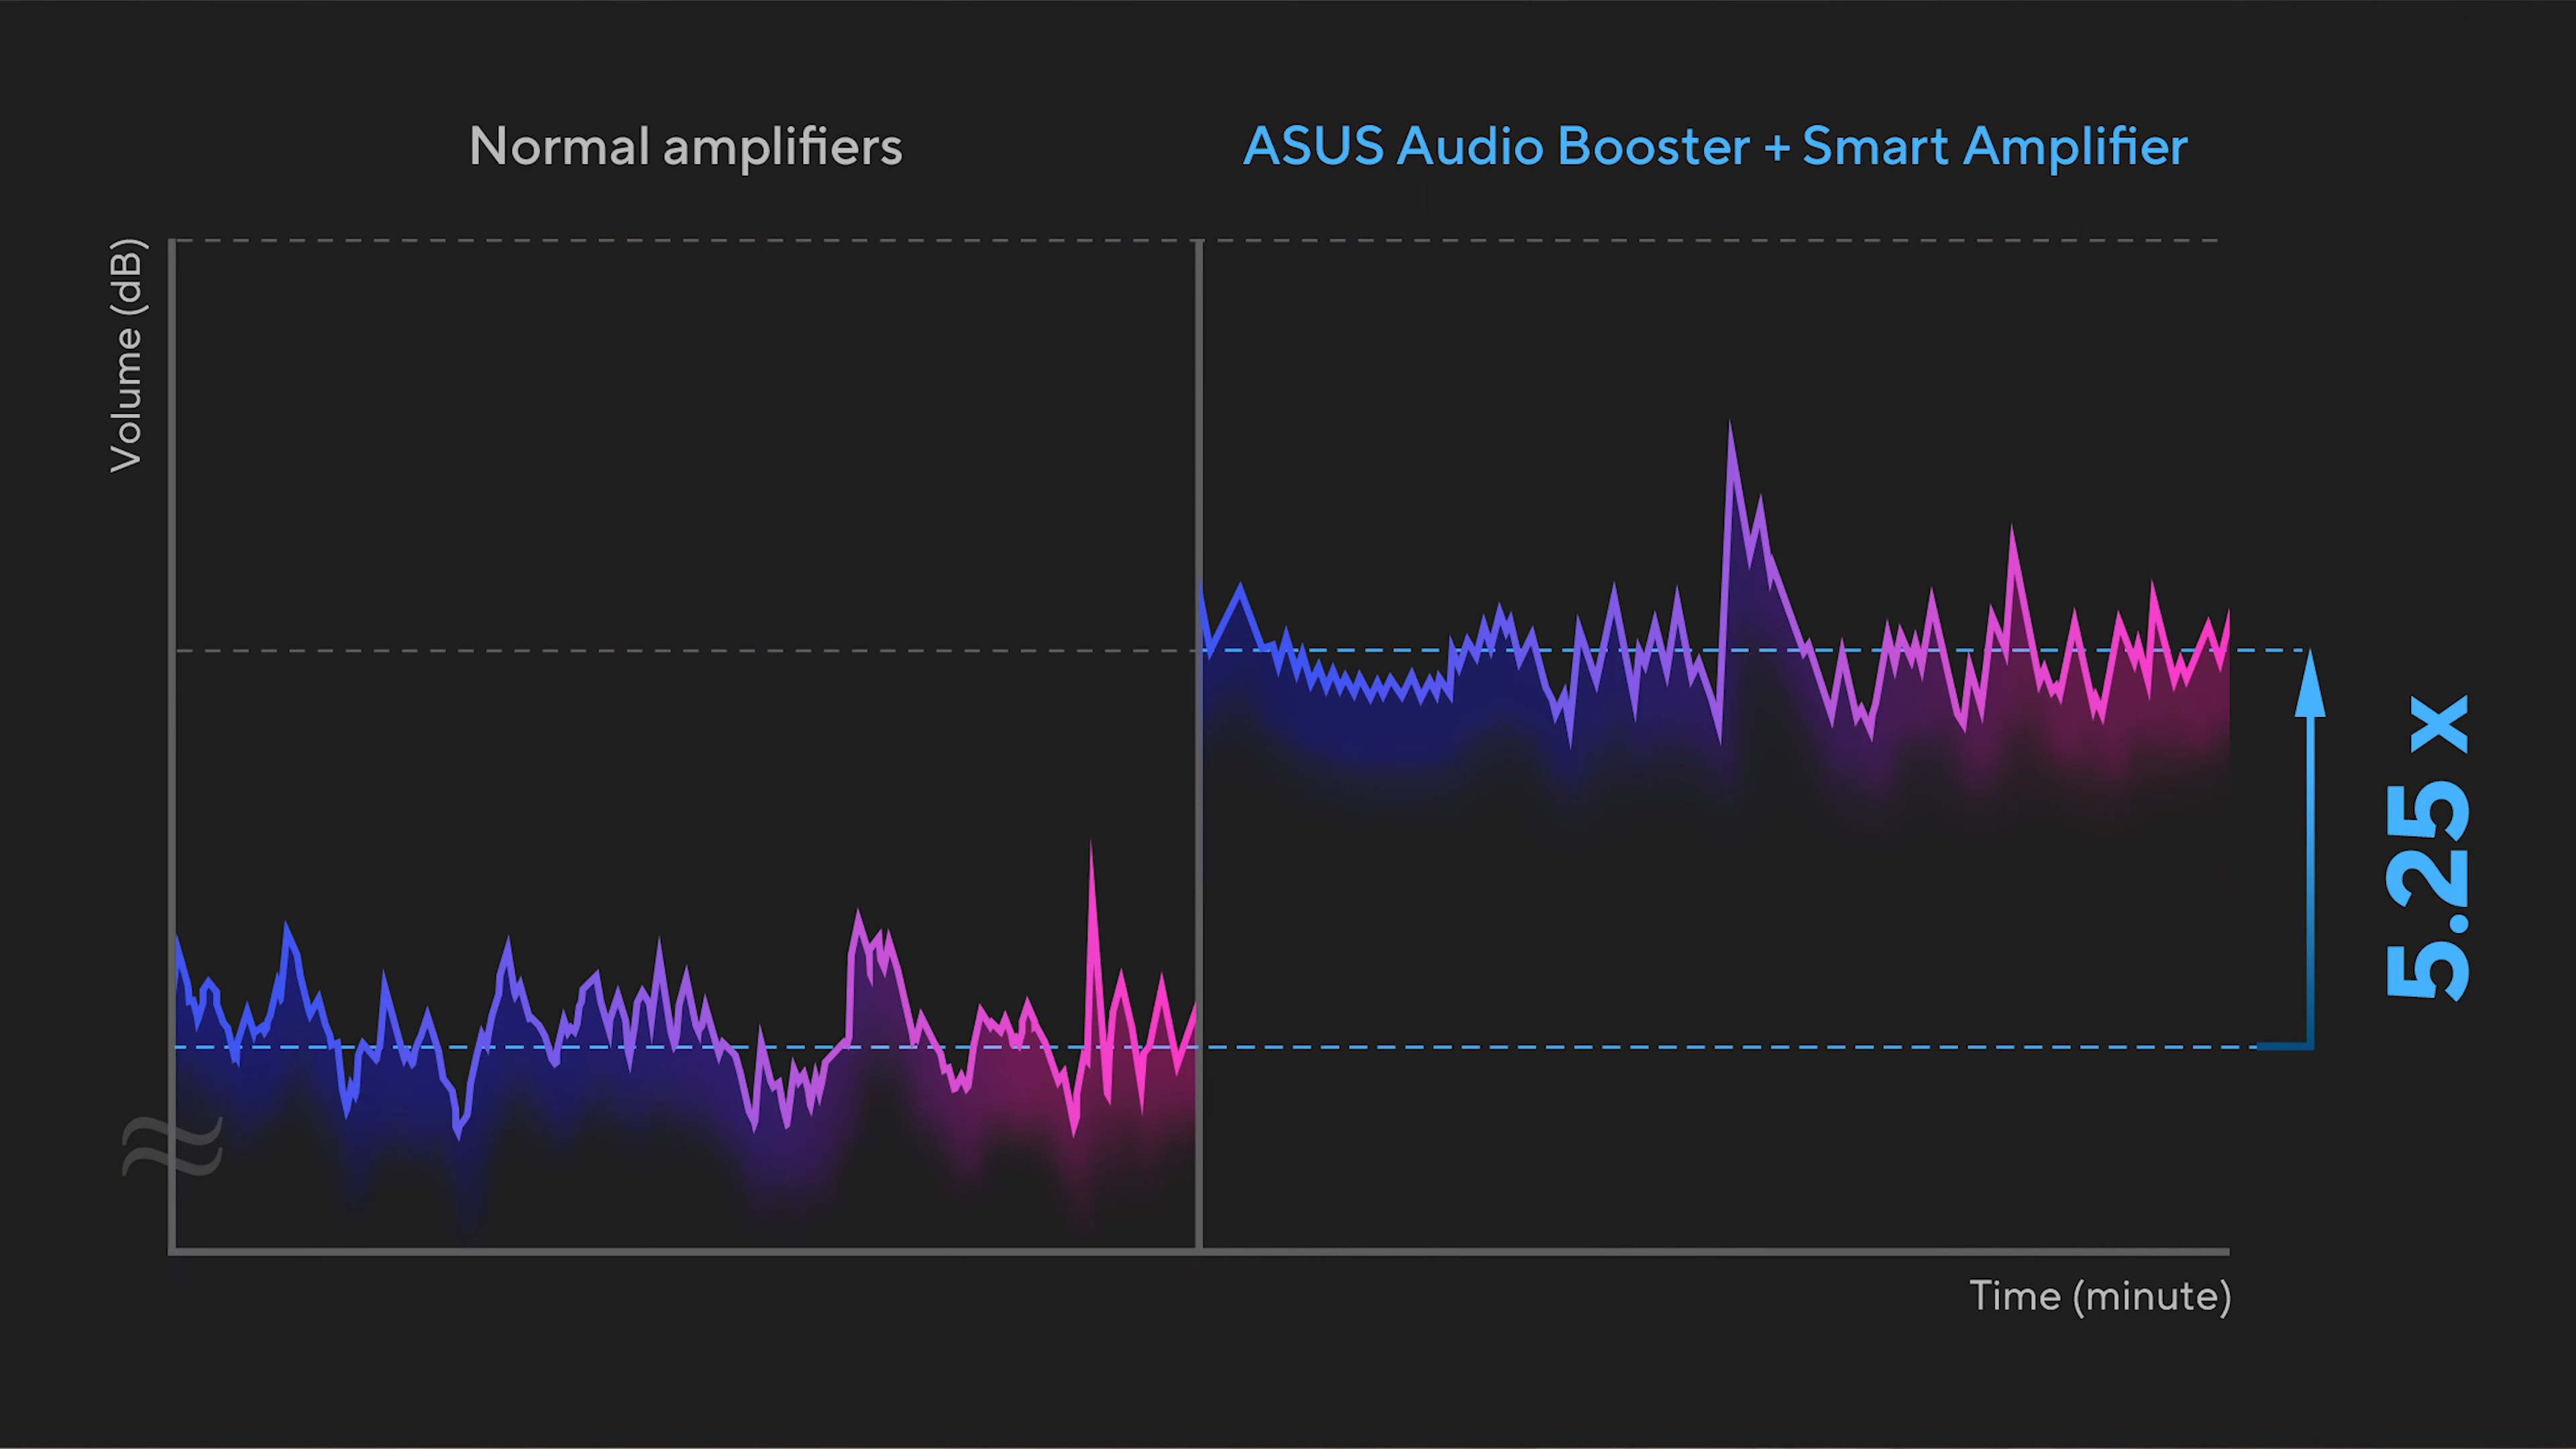 Normal amplifiers
ASUS Audio Booster + Smart Amplifier
Volume (dB)
5.25 x
Time (minute)